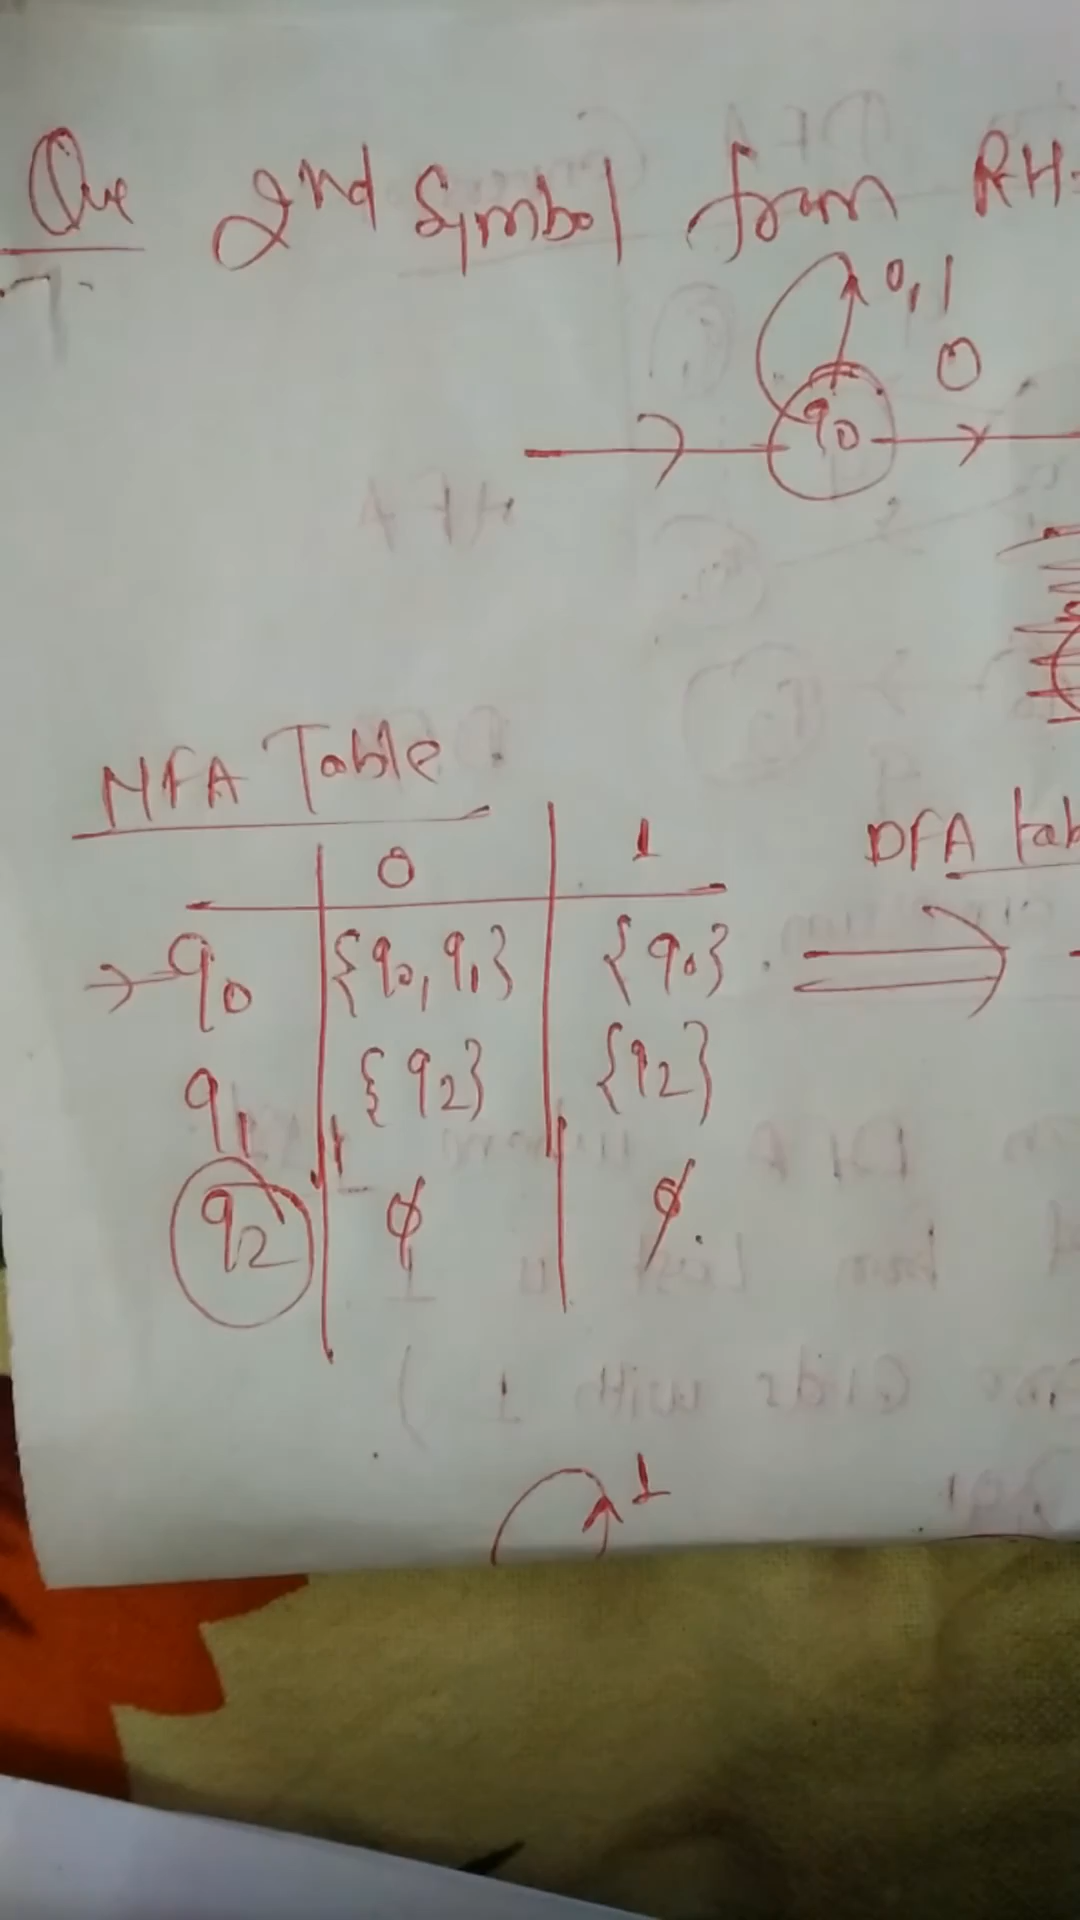 Que 2nd Symbol from RH
0,1
0
q0
NFA Table
DFA tab
0 1
→q0 {q0, q1} {q0}
q1 {q2} {q2}
q2 ϕ ϕ
1